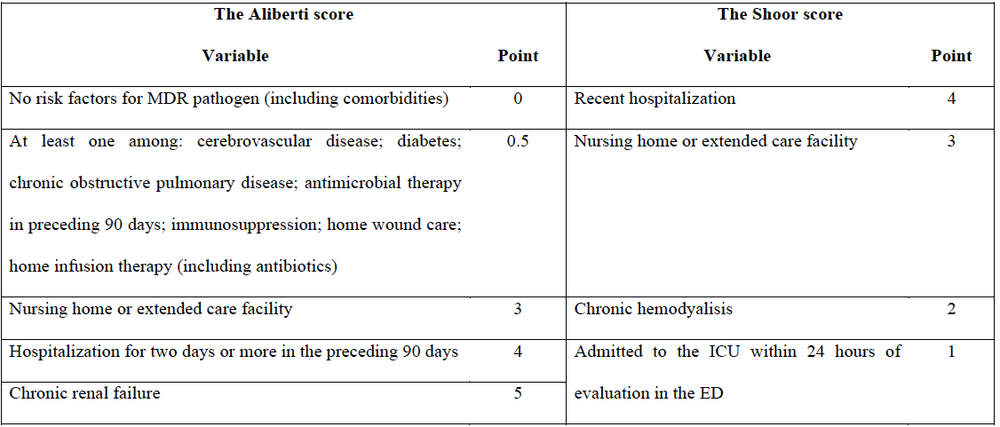 The Aliberti score
The Shoor score
Variable
Point
Variable
Point
No risk factors for MDR pathogen (including comorbidities)
0
Recent hospitalization
4
At least one among: cerebrovascular disease; diabetes;
0.5
Nursing home or extended care facility
3
chronic obstructive pulmonary disease; antimicrobial therapy
in preceding 90 days; immunosuppression; home wound care;
home infusion therapy (including antibiotics)
Nursing home or extended care facility
3
Chronic hemodyalisis
2
Hospitalization for two days or more in the preceding 90 days
4
Admitted to the ICU within 24 hours of
1
Chronic renal failure
5
evaluation in the ED